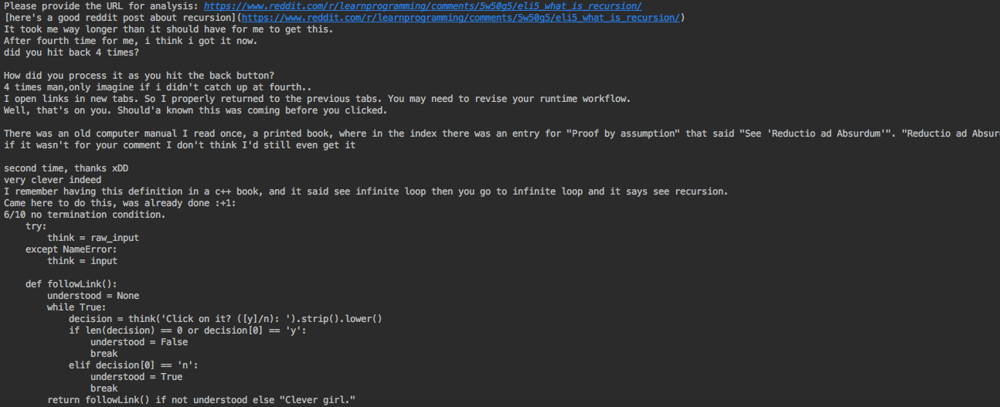 Please provide the URL for analysis: https://www.reddit.com/r/learnprogramming/comments/5w50g5/eli5_what_is_recursion/
[here's a good reddit post about recursion](https://www.reddit.com/r/learnprogramming/comments/5w50g5/eli5_what_is_recursion/)
It took me way longer than it should have for me to get this.
After fourth time for me, i think i got it now.
did you hit back 4 times?

How did you process it as you hit the back button?
4 times man,only imagine if i didn't catch up at fourth..
I open links in new tabs. So I properly returned to the previous tabs. You may need to revise your runtime workflow.
Well, that's on you. Should'a known this was coming before you clicked.

There was an old computer manual I read once, a printed book, where in the index there was an entry for "Proof by assumption" that said "See 'Reductio ad Absurdum'". "Reductio ad Absur
if it wasn't for your comment I don't think I'd still even get it

second time, thanks xDD
very clever indeed
I remember having this definition in a c++ book, and it said see infinite loop then you go to infinite loop and it says see recursion.
Came here to do this, was already done :+1:
6/10 no termination condition.
    try:
        think = raw_input
    except NameError:
        think = input

    def followLink():
        understood = None
        while True:
            decision = think('Click on it? ([y]/n): ').strip().lower()
            if len(decision) == 0 or decision[0] == 'y':
                understood = False
                break
            elif decision[0] == 'n':
                understood = True
                break
        return followLink() if not understood else "Clever girl."